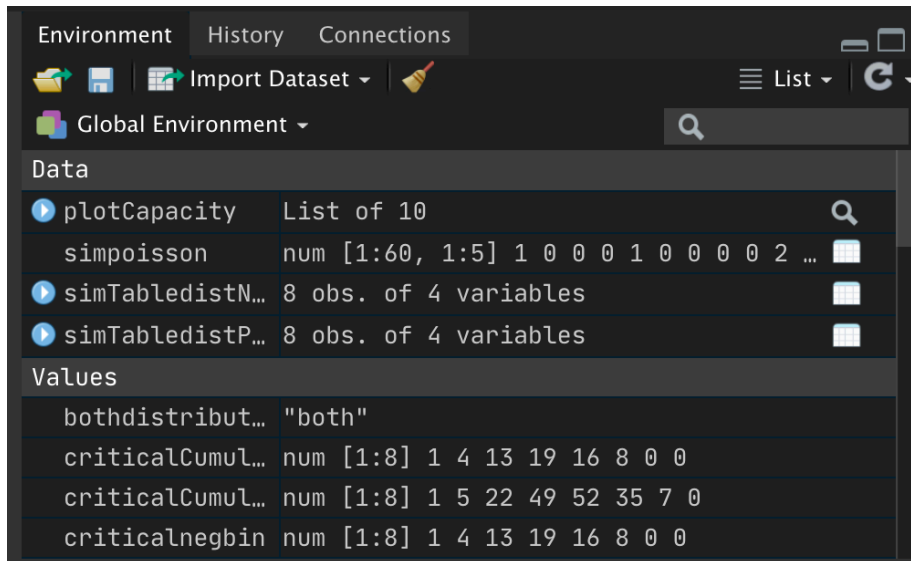 Environment History Connections
Import Dataset List
Global Environment
Data
plotCapacity List of 10
simpoisson num [1:60, 1:5] 1 0 0 0 1 0 0 0 0 2 …
simTabledistN… 8 obs. of 4 variables
simTabledistP… 8 obs. of 4 variables
Values
bothdistribut… "both"
criticalCumul… num [1:8] 1 4 13 19 16 8 0 0
criticalCumul… num [1:8] 1 5 22 49 52 35 7 0
criticalnegbin num [1:8] 1 4 13 19 16 8 0 0